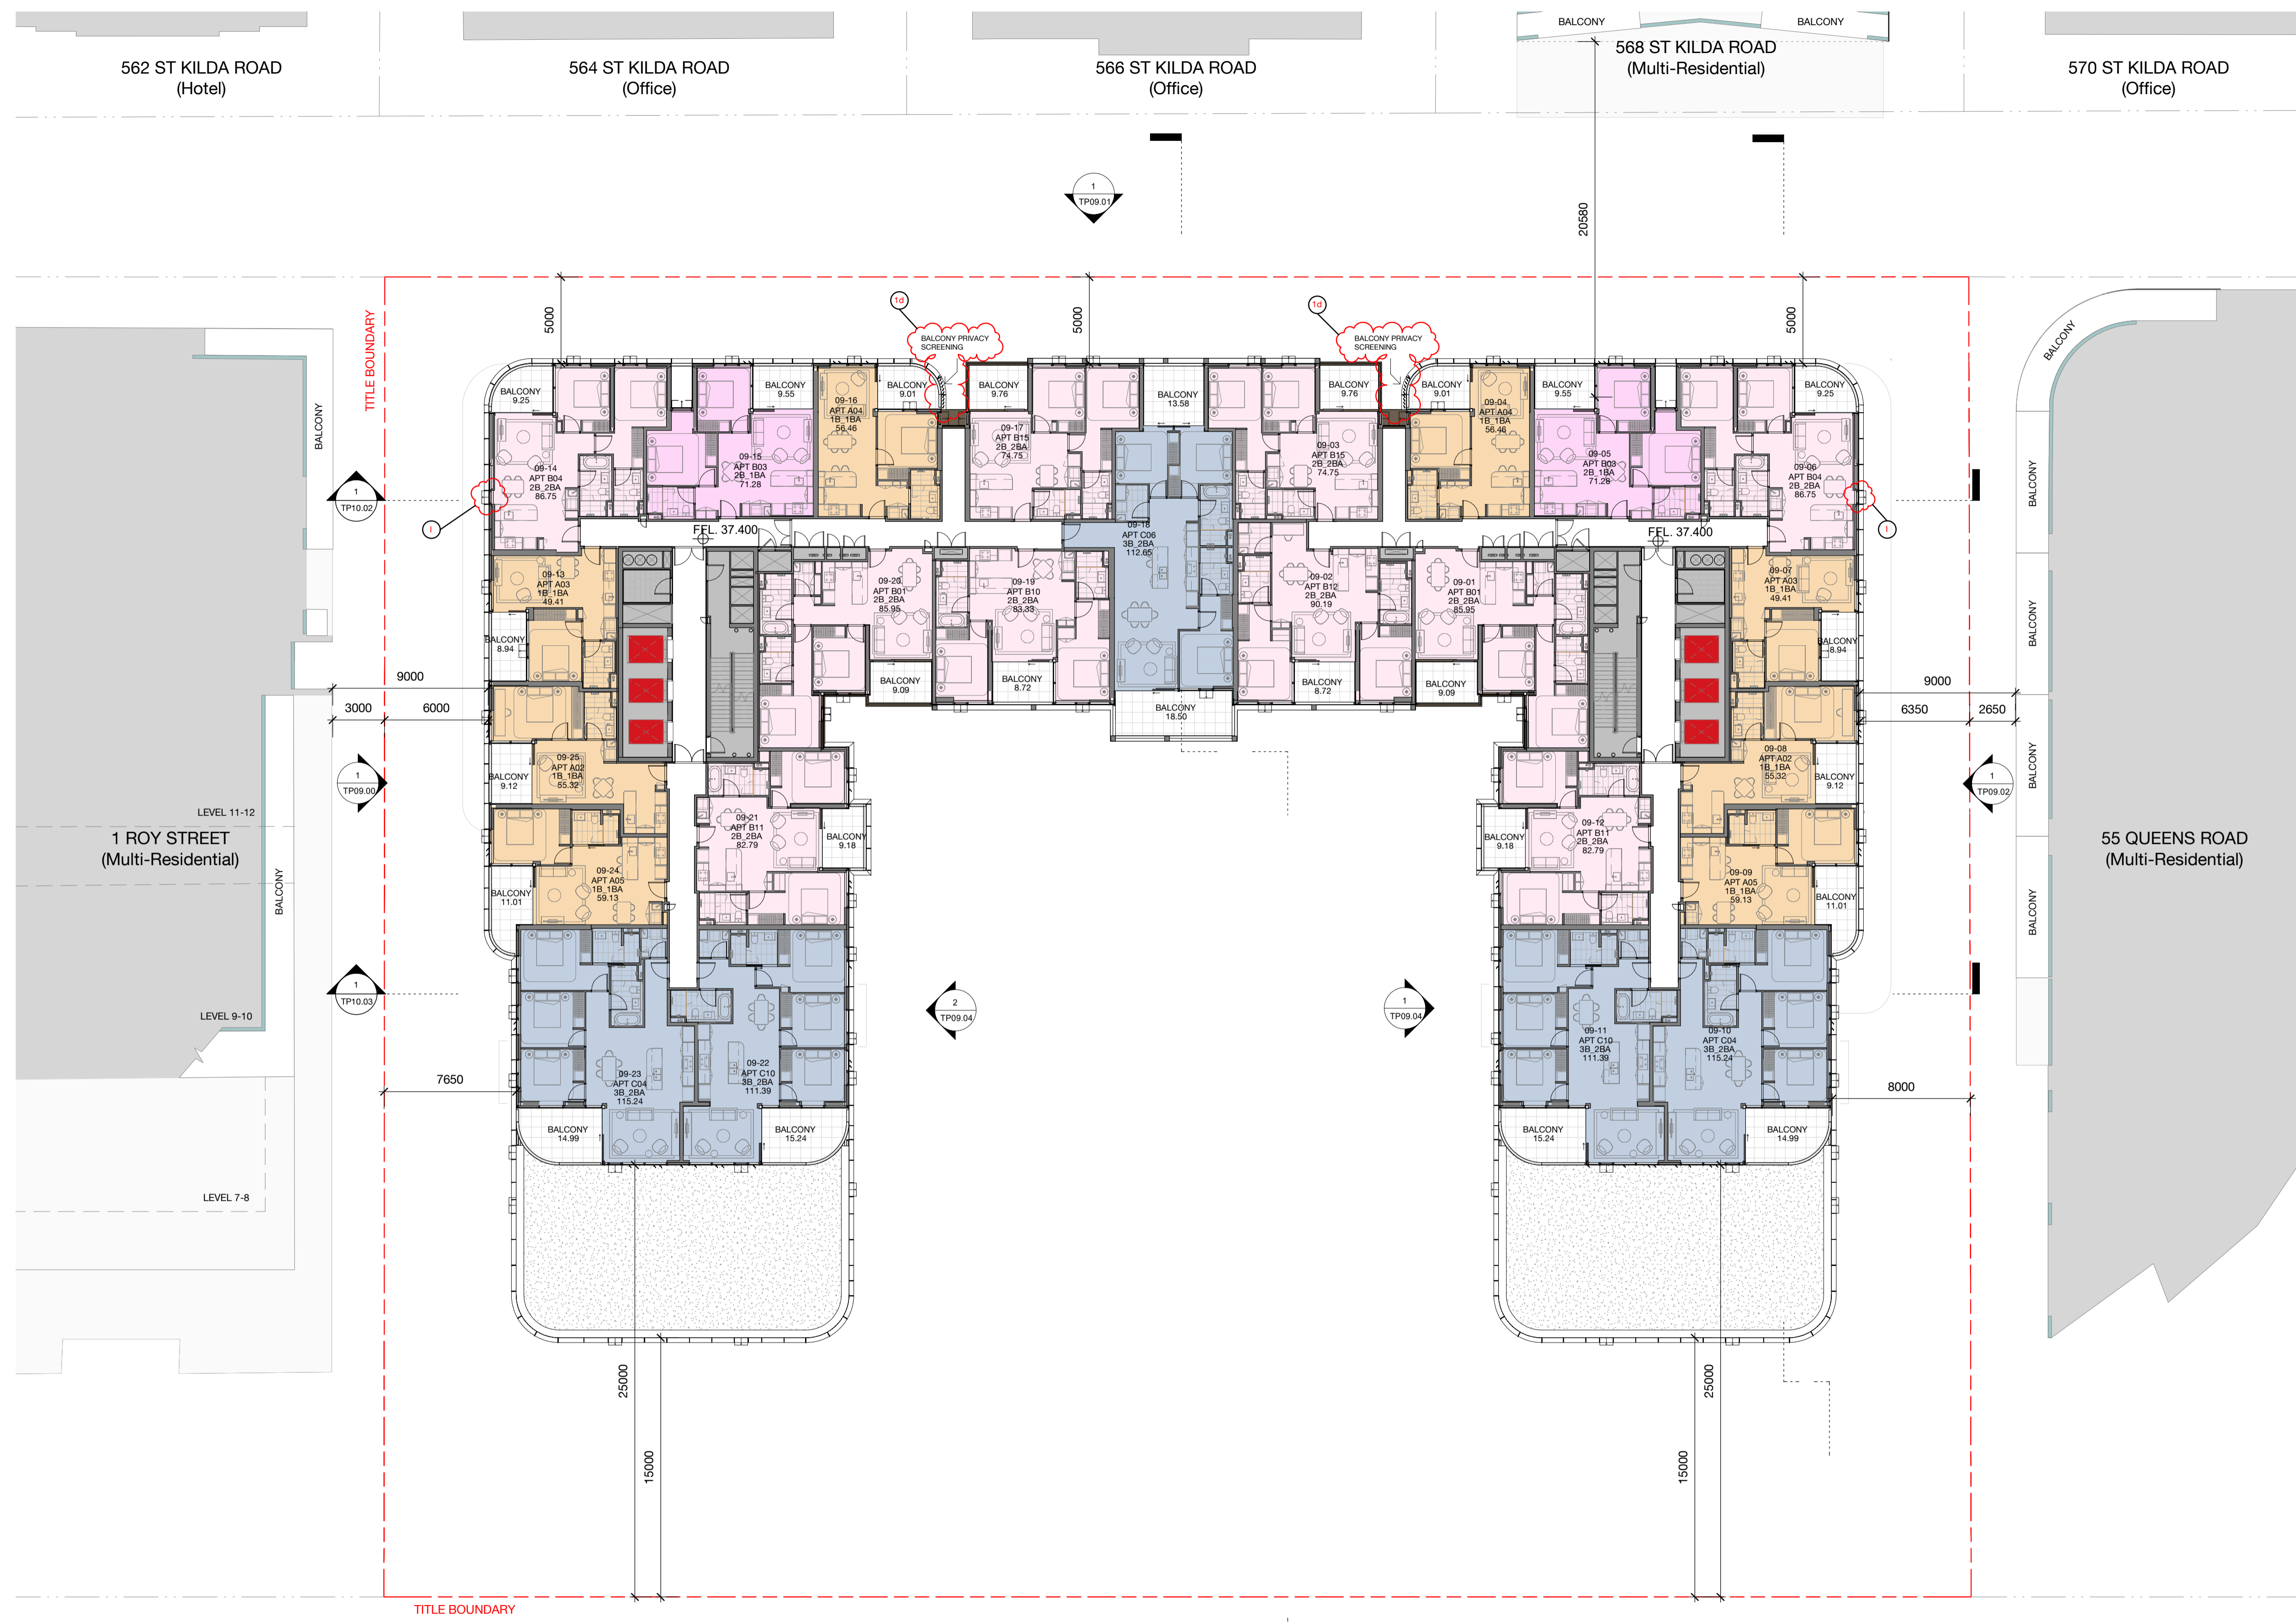 BALCONY
BALCONY
562 ST KILDA ROAD
(Hotel)
564 ST KILDA ROAD
(Office)
566 ST KILDA ROAD
(Office)
568 ST KILDA ROAD
(Multi-Residential)
570 ST KILDA ROAD
(Office)
1
TP09.01
20580
TITLE BOUNDARY
5000
5000
5000
1d
1d
BALCONY PRIVACY
SCREENING
BALCONY PRIVACY
SCREENING
BALCONY
BALCONY
BALCONY
9.25
BALCONY
9.55
BALCONY
9.01
BALCONY
9.76
BALCONY
13.58
BALCONY
9.76
BALCONY
9.01
BALCONY
9.55
BALCONY
9.25
09-14
APT B04
2B_2BA
86.75
09-15
APT B03
2B_1BA
71.28
09-16
APT A04
1B_1BA
56.46
09-17
APT B15
2B_2BA
74.75
09-18
APT C06
3B_2BA
112.65
09-03
APT B15
2B_2BA
74.75
09-04
APT A04
1B_1BA
56.46
09-05
APT B03
2B_1BA
71.28
09-06
APT B04
2B_2BA
86.75
1
TP10.02
I
I
BALCONY
FFL. 37.400
FFL. 37.400
09-13
APT A03
1B_1BA
49.41
BALCONY
8.94
09-20
APT B01
2B_2BA
85.95
BALCONY
9.09
09-19
APT B10
2B_2BA
83.33
BALCONY
8.72
BALCONY
18.50
09-02
APT B12
2B_2BA
90.19
BALCONY
8.72
09-01
APT B01
2B_2BA
85.95
BALCONY
9.09
09-07
APT A03
1B_1BA
49.41
BALCONY
8.94
BALCONY
9000
3000
6000
9000
6350
2650
1
TP09.00
09-25
APT A02
1B_1BA
55.32
BALCONY
9.12
09-08
APT A02
1B_1BA
55.32
BALCONY
9.12
1
TP09.02
BALCONY
LEVEL 11-12
1 ROY STREET
(Multi-Residential)
BALCONY
09-21
APT B11
2B_2BA
82.79
BALCONY
9.18
BALCONY
9.18
09-12
APT B11
2B_2BA
82.79
55 QUEENS ROAD
(Multi-Residential)
09-24
APT A05
1B_1BA
59.13
BALCONY
11.01
09-09
APT A05
1B_1BA
59.13
BALCONY
11.01
BALCONY
LEVEL 9-10
1
TP10.03
2
TP09.04
1
TP09.04
09-23
APT C04
3B_2BA
115.24
09-22
APT C10
3B_2BA
111.39
09-11
APT C10
3B_2BA
111.39
09-10
APT C04
3B_2BA
115.24
7650
8000
BALCONY
14.99
BALCONY
15.24
BALCONY
15.24
BALCONY
14.99
LEVEL 7-8
25000
15000
15000
25000
TITLE BOUNDARY